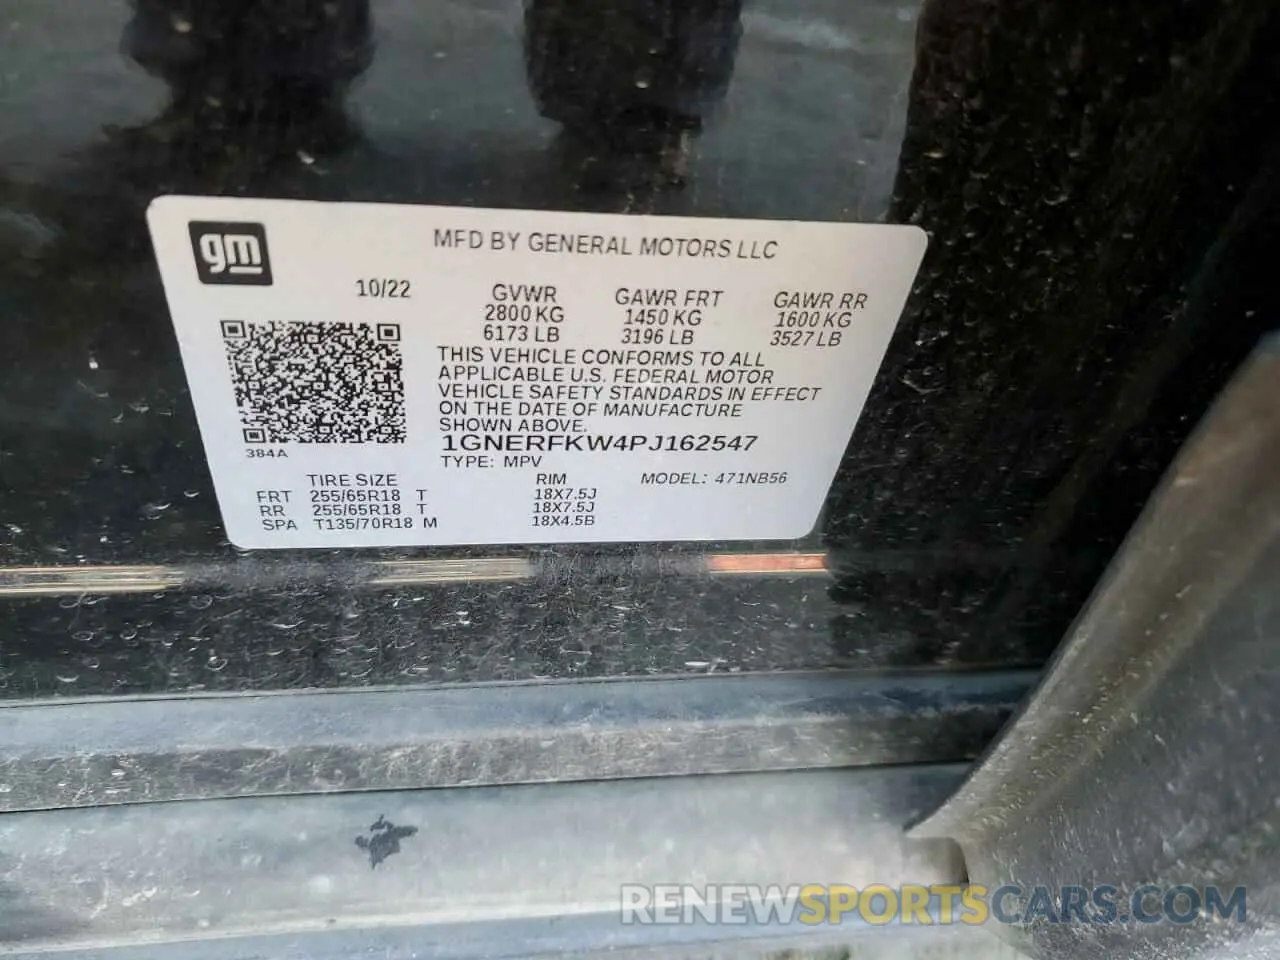 gm
MFD BY GENERAL MOTORS LLC
10/22 GVWR GAWR FRT GAWR RR
2800 KG 1450 KG 1600 KG
6173 LB 3196 LB 3527 LB
THIS VEHICLE CONFORMS TO ALL
APPLICABLE U.S. FEDERAL MOTOR
VEHICLE SAFETY STANDARDS IN EFFECT
ON THE DATE OF MANUFACTURE
SHOWN ABOVE.
384A
1GNERFKW4PJ162547
TYPE: MPV MODEL: 471NB56
TIRE SIZE RIM
FRT 255/65R18 T 18X7.5J
RR 255/65R18 T 18X7.5J
SPA T135/70R18 M 18X4.5B
RENEWSPORTSCARS.COM